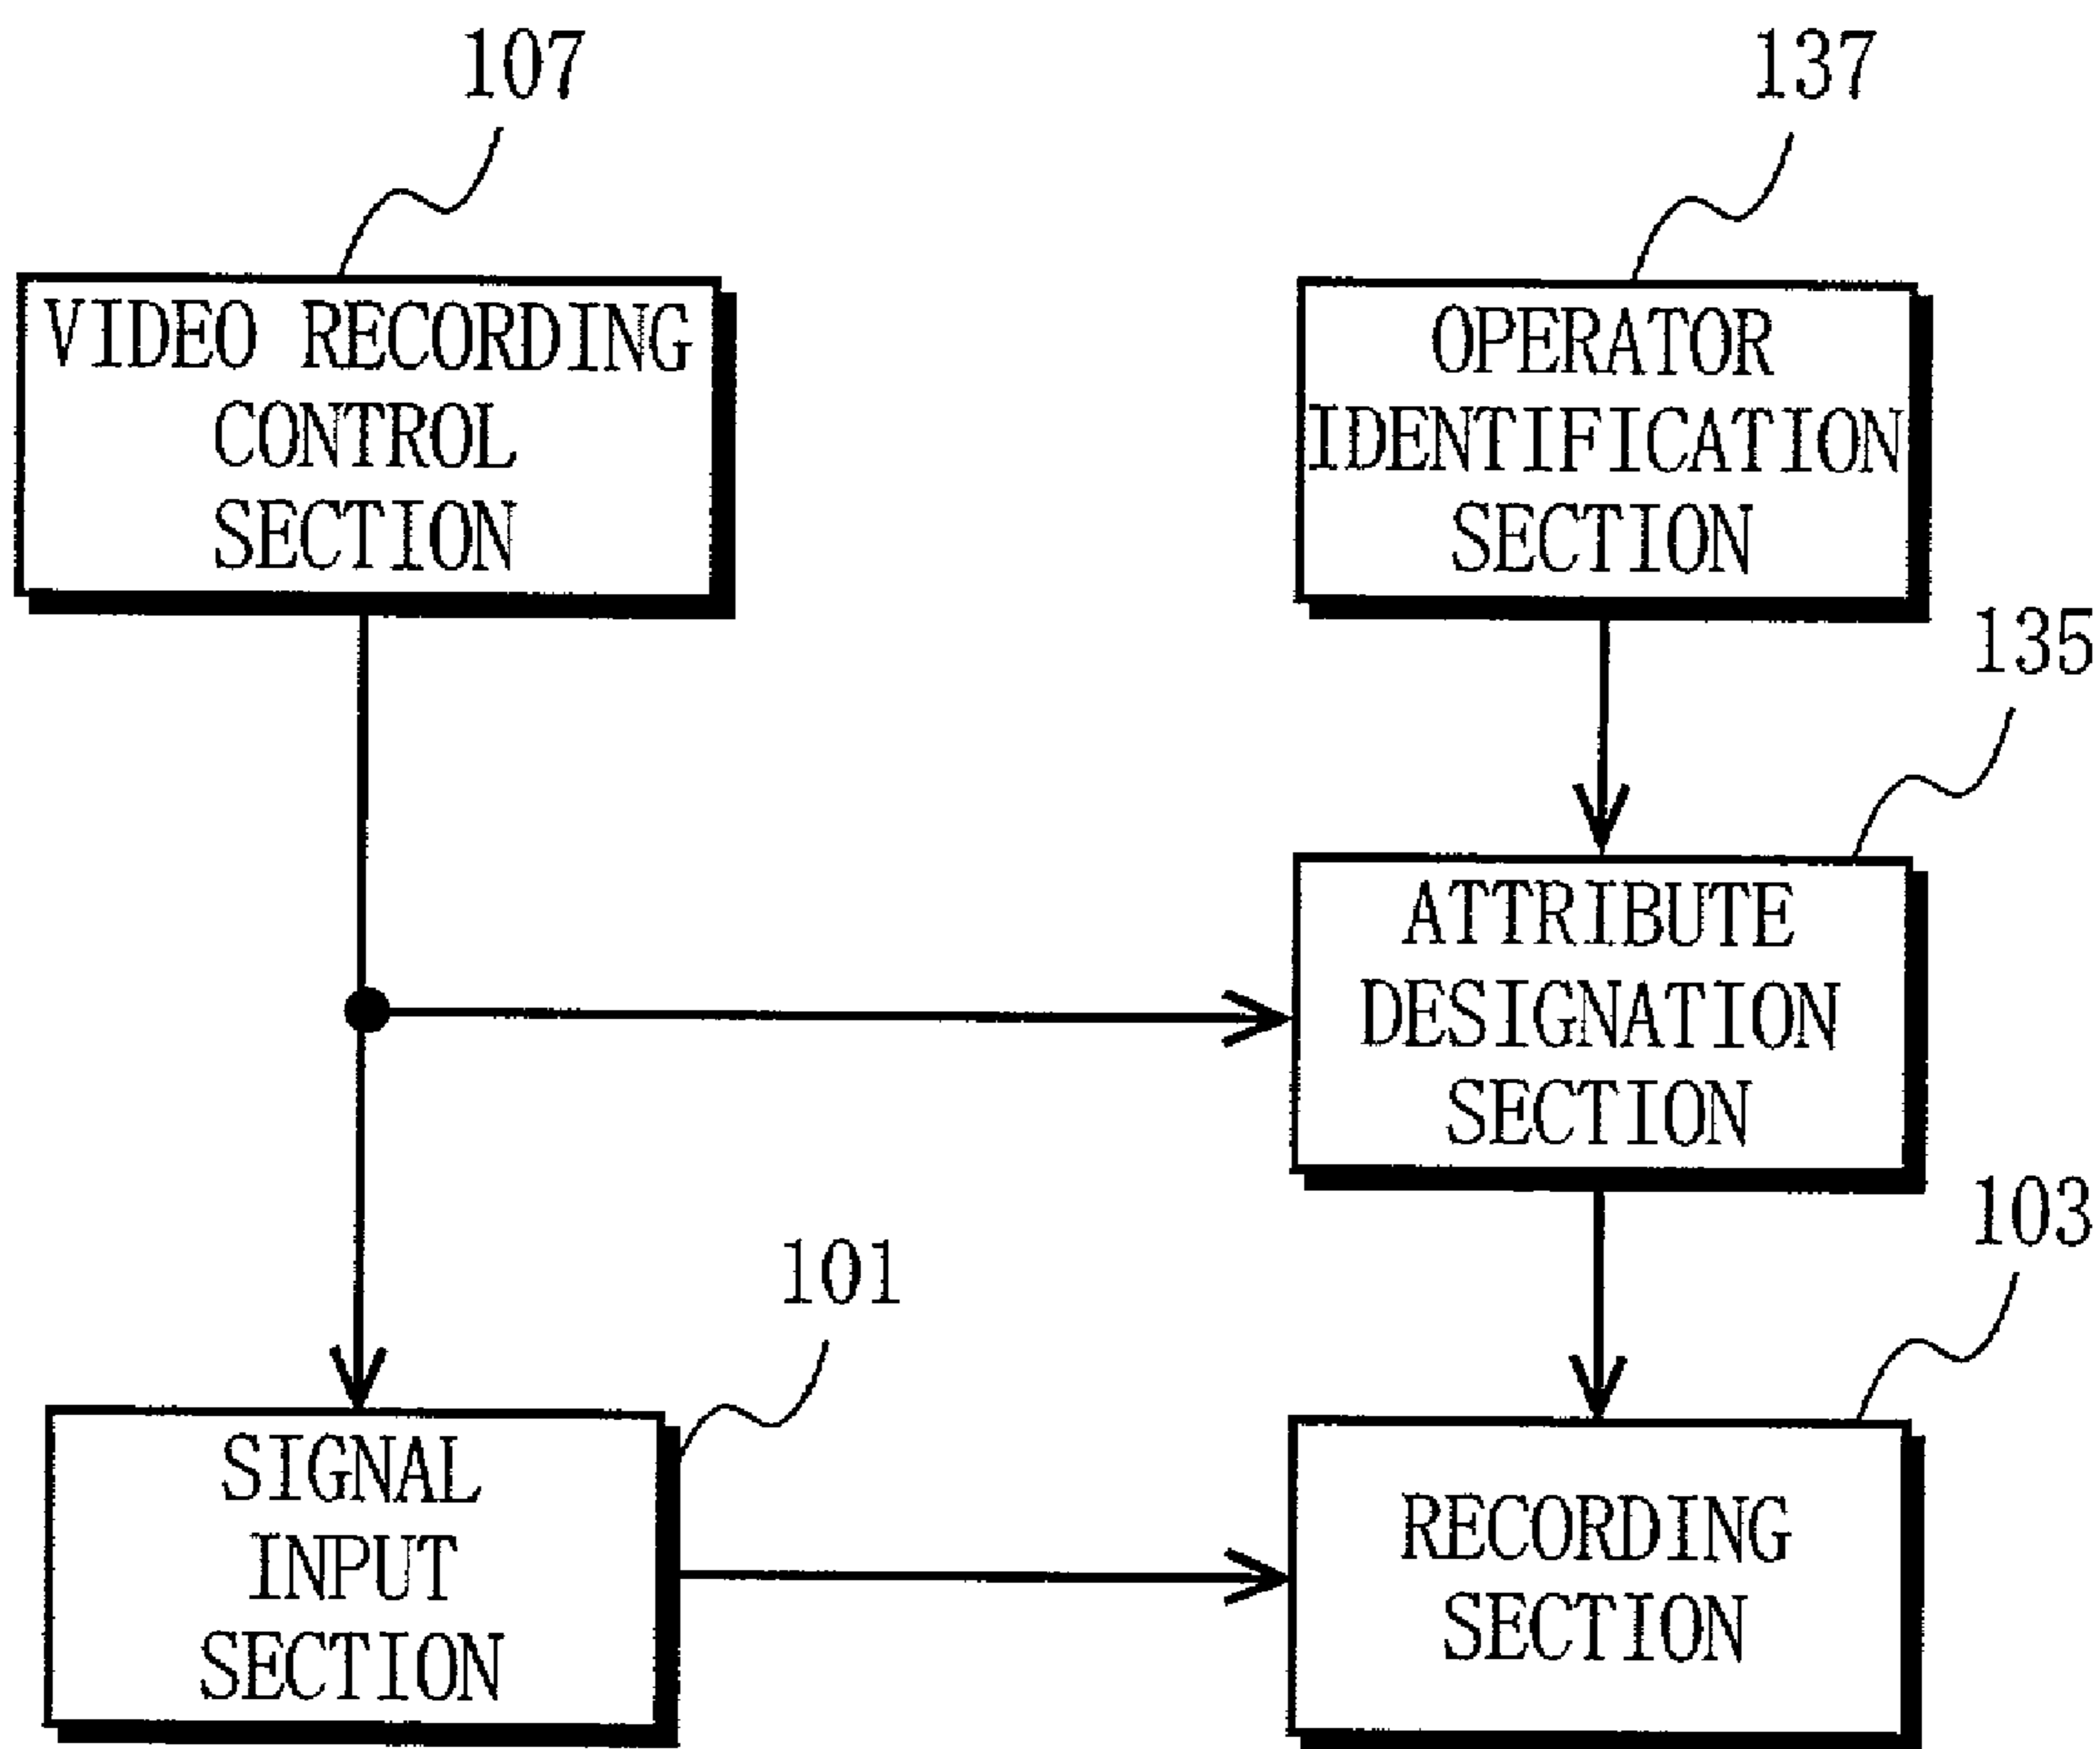 107
137
VIDEO RECORDING
CONTROL
SECTION
OPERATOR
IDENTIFICATION
SECTION
135
ATTRIBUTE
DESIGNATION
SECTION
101
103
SIGNAL
INPUT
SECTION
RECORDING
SECTION